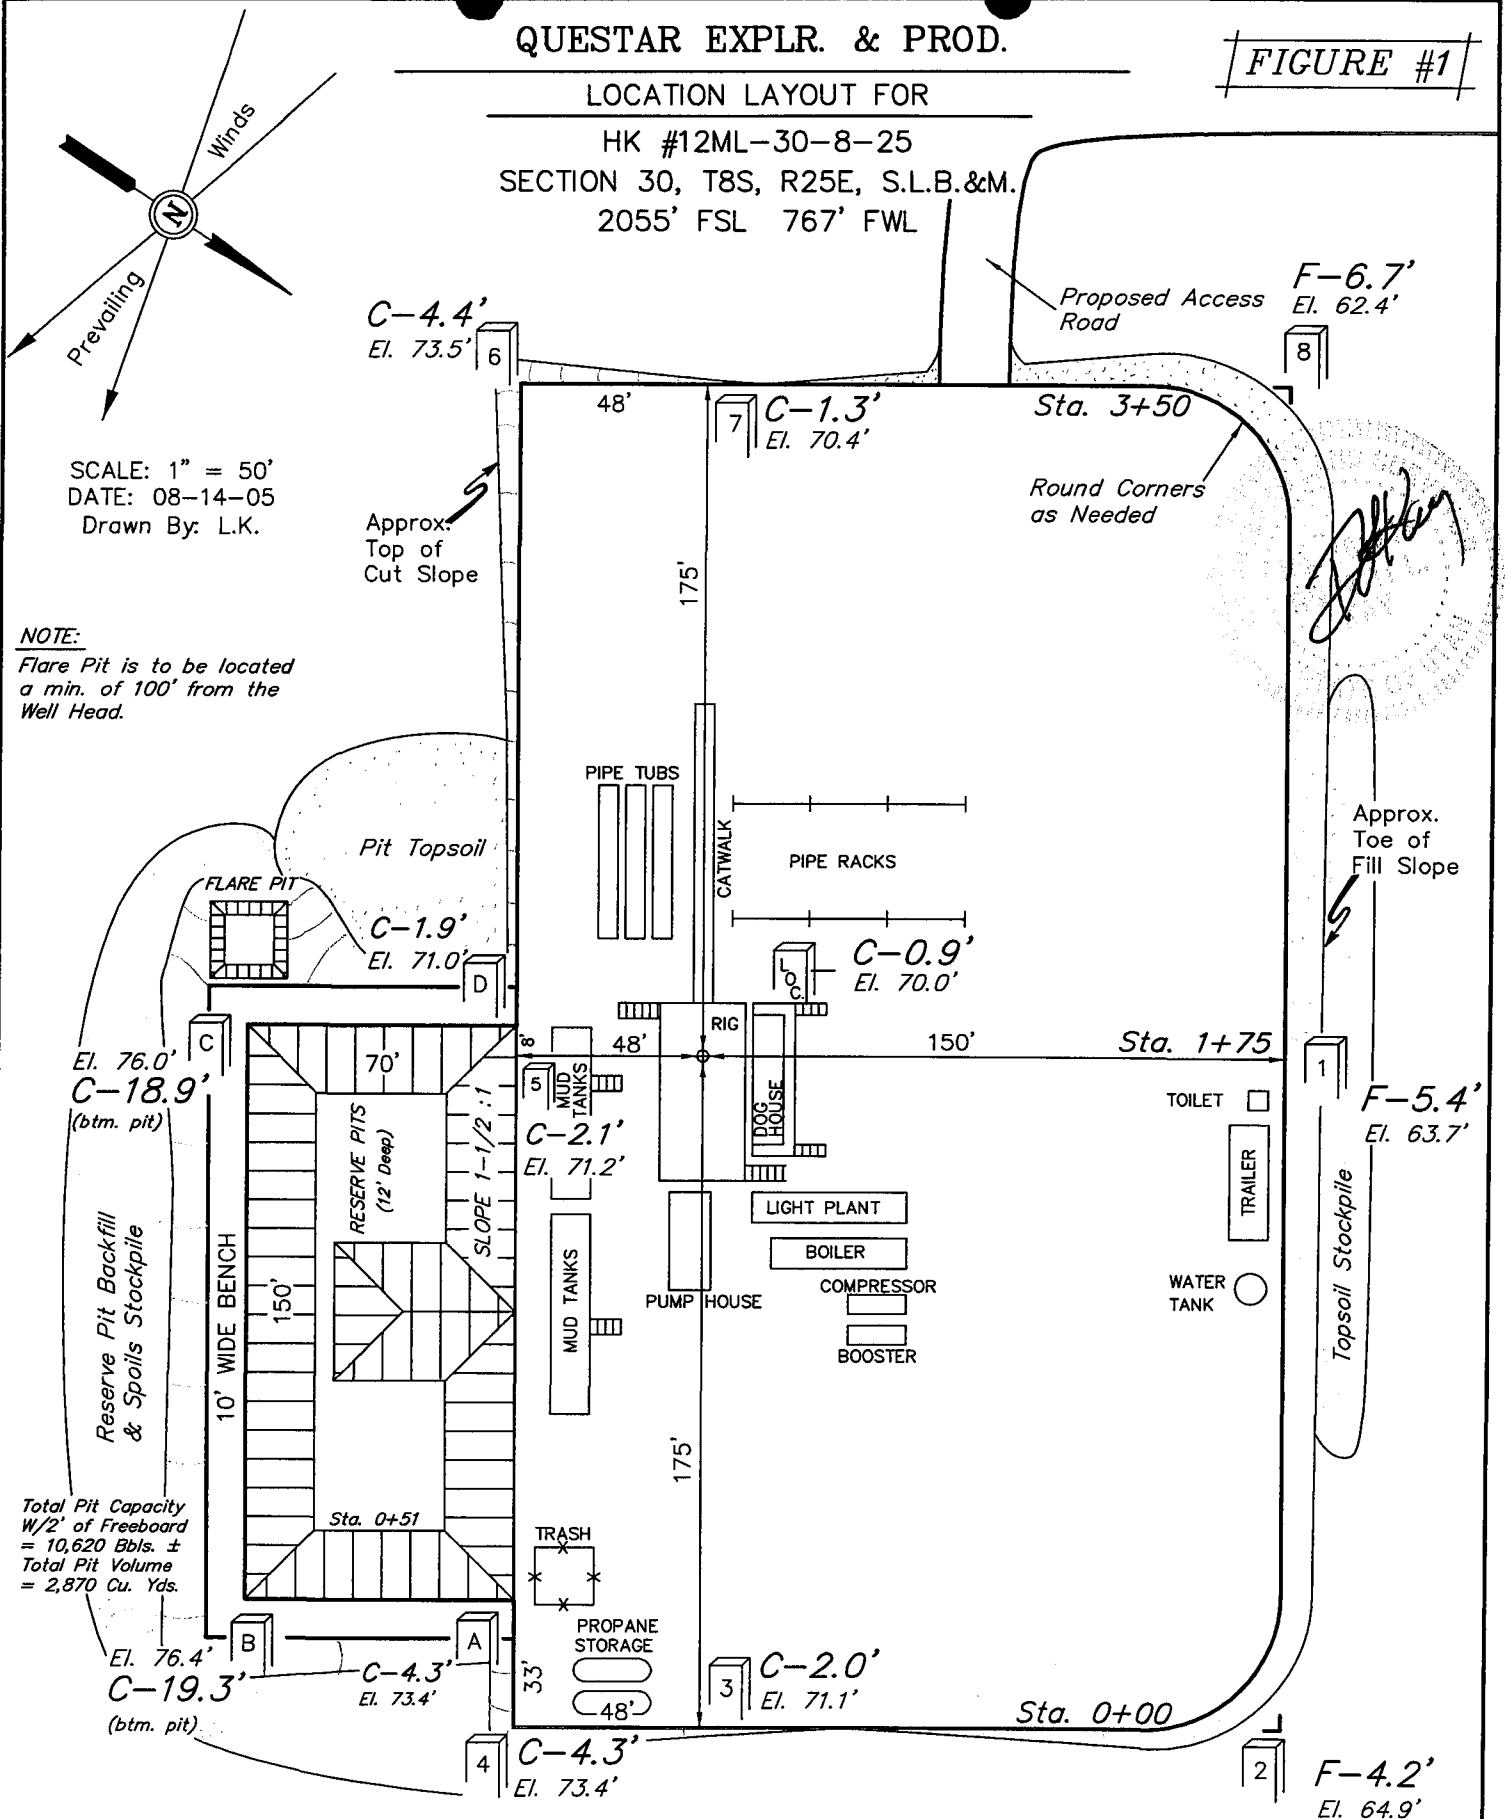 QUESTAR EXPLR. & PROD.
FIGURE #1
LOCATION LAYOUT FOR
HK #12ML-30-8-25
SECTION 30, T8S, R25E, S.L.B.&M.
2055' FSL 767' FWL
Winds
N
Prevailing
SCALE: 1" = 50'
DATE: 08-14-05
Drawn By: L.K.
C-4.4'
El. 73.5'
6
Proposed Access
Road
F-6.7'
El. 62.4'
8
48'
7
C-1.3'
El. 70.4'
Sta. 3+50
Round Corners
as Needed
Approx.
Top of
Cut Slope
175'
NOTE:
Flare Pit is to be located
a min. of 100' from the
Well Head.
PIPE TUBS
CATWALK
PIPE RACKS
Pit Topsoil
FLARE PIT
Approx.
Toe of
Fill Slope
C-1.9'
El. 71.0'
D
LOC.
C-0.9'
El. 70.0'
C
El. 76.0'
C-18.9'
(btm. pit)
70'
8'
48'
RIG
150'
Sta. 1+75
1
F-5.4'
El. 63.7'
5
MUD
TANKS
C-2.1'
El. 71.2'
DOG
HOUSE
TOILET
TRAILER
RESERVE PITS
(12' Deep)
SLOPE 1-1/2 :1
LIGHT PLANT
BOILER
COMPRESSOR
BOOSTER
PUMP HOUSE
MUD TANKS
WATER
TANK
Topsoil Stockpile
Reserve Pit Backfill
& Spoils Stockpile
10' WIDE BENCH
150'
175'
Total Pit Capacity
W/2' of Freeboard
= 10,620 Bbls. ±
Total Pit Volume
= 2,870 Cu. Yds.
Sta. 0+51
TRASH
PROPANE
STORAGE
48'
33'
B
El. 76.4'
C-19.3'
(btm. pit)
A
C-4.3'
El. 73.4'
3
C-2.0'
El. 71.1'
Sta. 0+00
4
C-4.3'
El. 73.4'
2
F-4.2'
El. 64.9'